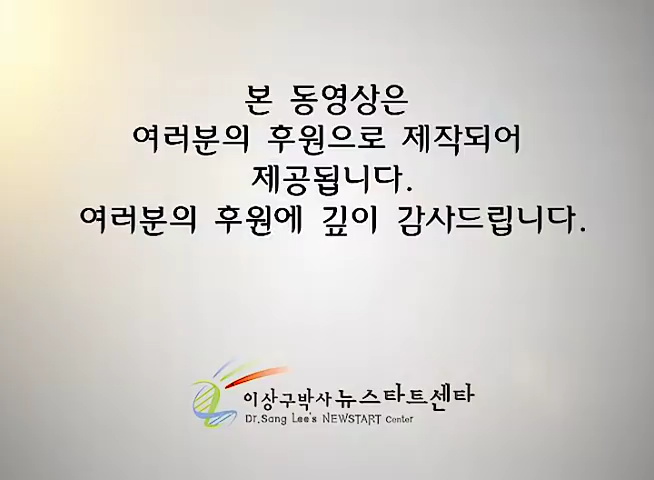 본 동영상은
여러분의 후원으로 제작되어
제공됩니다.
여러분의 후원에 깊이 감사드립니다.
이상구박사 뉴스타트센타
Dr.Sang Lee's NEWSTART Center